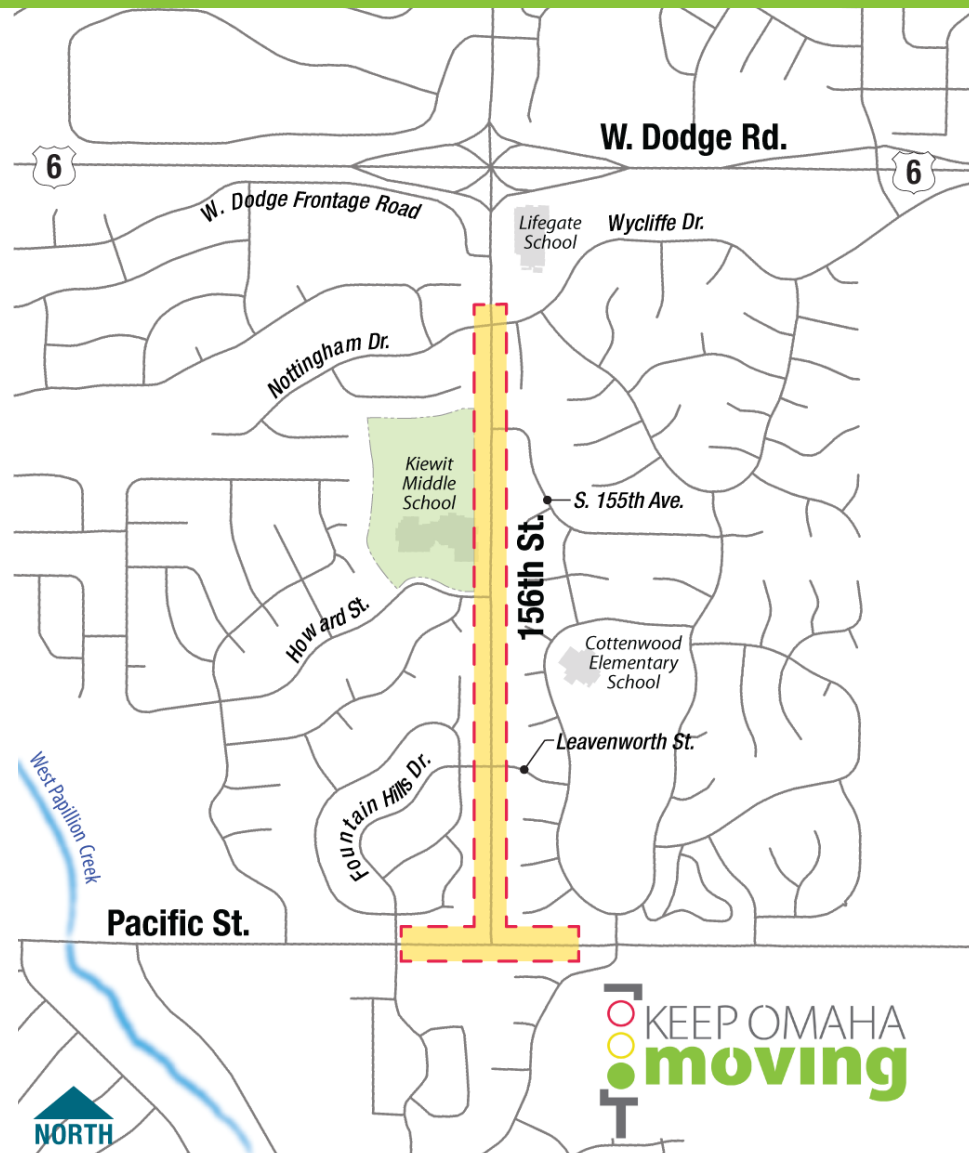 W. Dodge Rd.
6
6
W. Dodge Frontage Road
Lifegate
School
Wycliffe Dr.
Nottingham Dr.
Kiewit
Middle
School
S. 155th Ave.
156th St.
Howard St.
Cottenwood
Elementary
School
Leavenworth St.
Fountain Hills Dr.
West Papillion Creek
Pacific St.
KEEP OMAHA
moving
NORTH